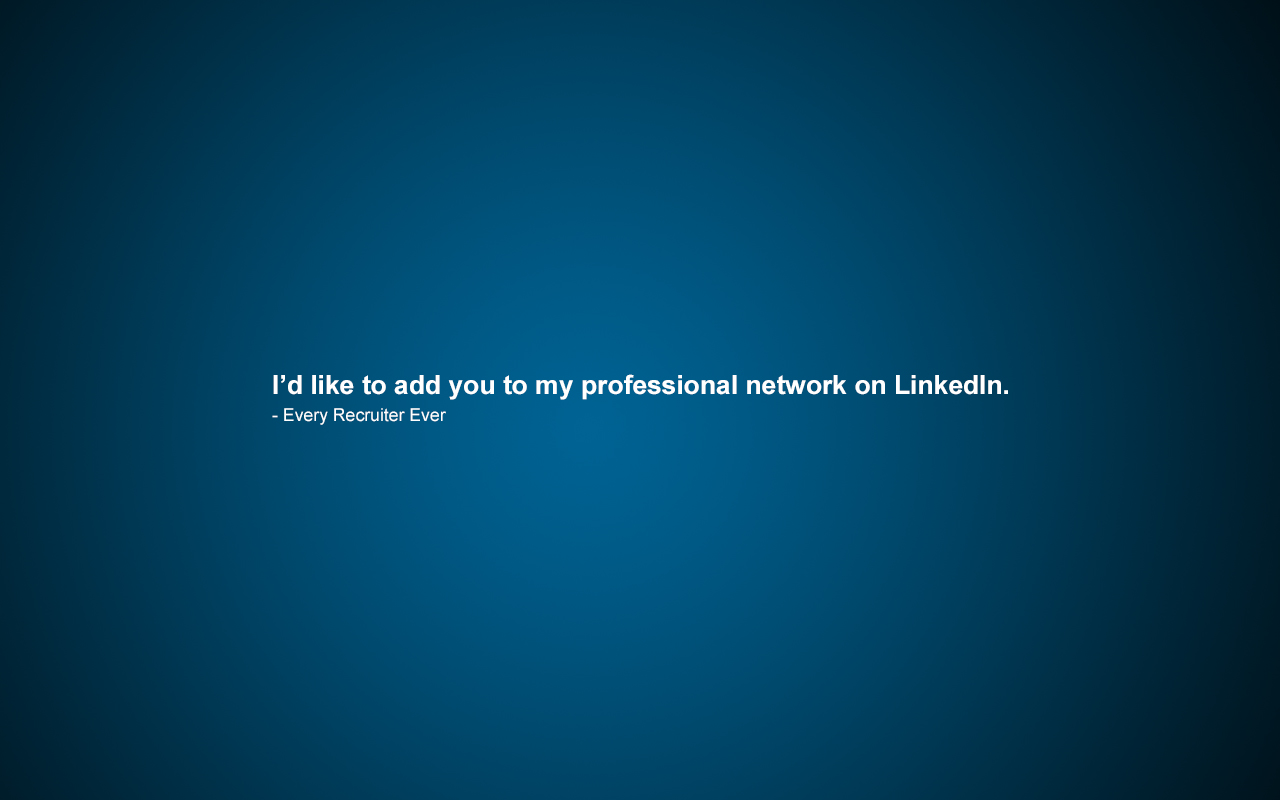 I’d like to add you to my professional network on LinkedIn.
- Every Recruiter Ever